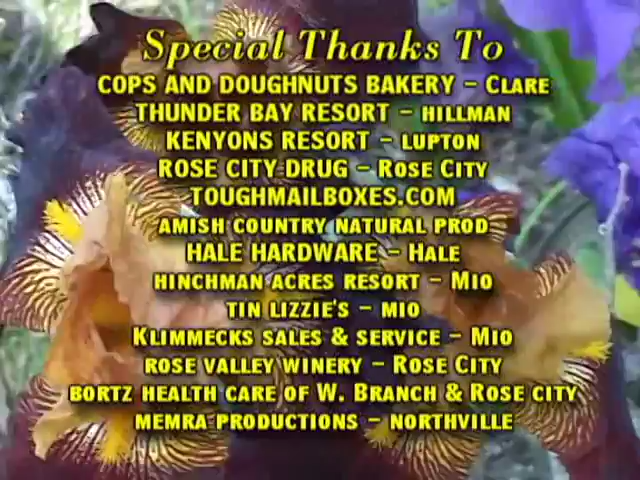 Special Thanks To
COPS AND DOUGHNUTS BAKERY - CLARE
THUNDER BAY RESORT - HILLMAN
KENYONS RESORT - LUPTON
ROSE CITY DRUG - ROSE CITY
TOUGHMAILBOXES.COM
AMISH COUNTRY NATURAL PROD
HALE HARDWARE - HALE
HINCHMAN ACRES RESORT - MIO
TIN LIZZIE'S - MIO
KLIMMECKS SALES & SERVICE - MIO
ROSE VALLEY WINERY - ROSE CITY
BORTZ HEALTH CARE OF W. BRANCH & ROSE CITY
MEMRA PRODUCTIONS - NORTHVILLE